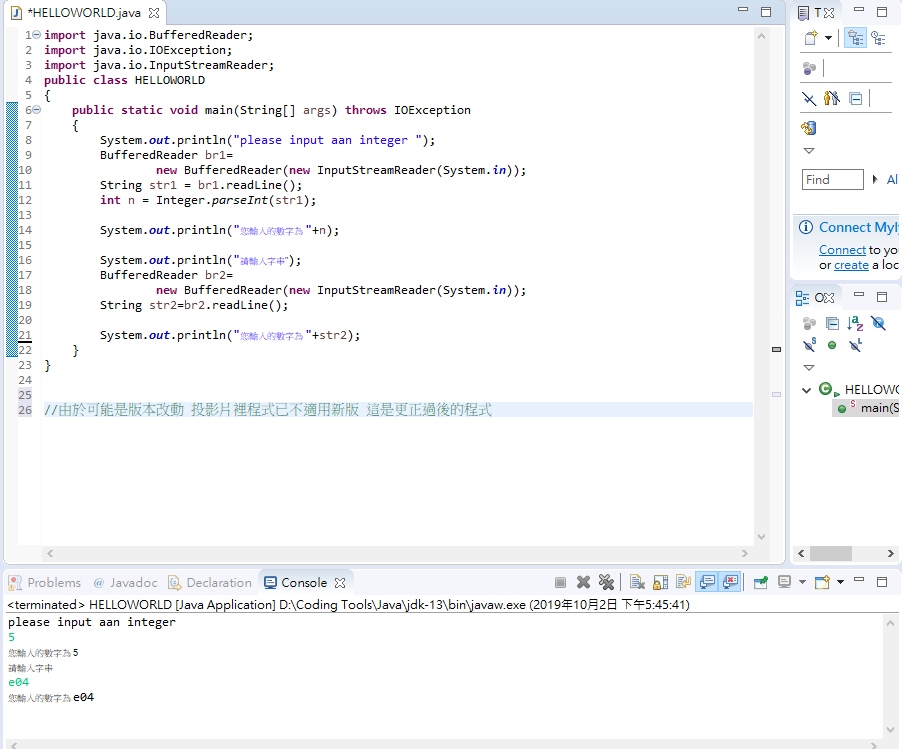 *HELLOWORLD.java
1 import java.io.BufferedReader;
2 import java.io.IOException;
3 import java.io.InputStreamReader;
4 public class HELLOWORLD
5 {
6     public static void main(String[] args) throws IOException
7     {
8         System.out.println("please input aan integer ");
9         BufferedReader br1=
10                 new BufferedReader(new InputStreamReader(System.in));
11         String str1 = br1.readLine();
12         int n = Integer.parseInt(str1);
13
14         System.out.println("您輸入的數字為"+n);
15
16         System.out.println("請輸入字串");
17         BufferedReader br2=
18                 new BufferedReader(new InputStreamReader(System.in));
19         String str2=br2.readLine();
20
21         System.out.println("您輸入的數字為"+str2);
22     }
23 }
24
25
26 //由於可能是版本改動 投影片裡程式已不適用新版 這是更正過後的程式
T
Find
Al
Connect Myl
Connect to yo
or create a loc
O
HELLOWO
main(S
Problems @ Javadoc Declaration Console
<terminated> HELLOWORLD [Java Application] D:\Coding Tools\Java\jdk-13\bin\javaw.exe (2019年10月2日 下午5:45:41)
please input aan integer
5
您輸入的數字為5
請輸入字串
e04
您輸入的數字為e04